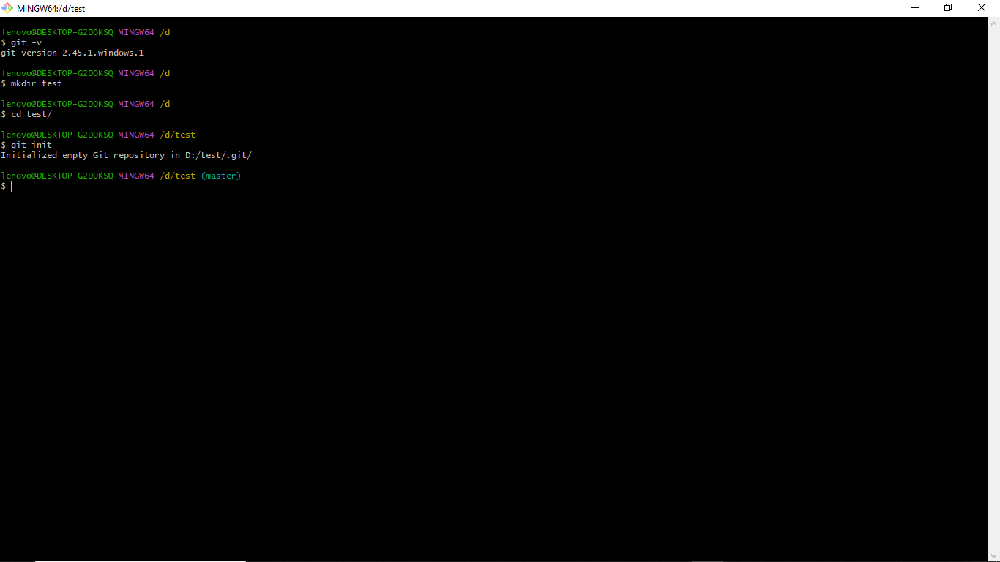 MINGW64:/d/test
lenovo@DESKTOP-G2D0KSQ MINGW64 /d
$ git -v
git version 2.45.1.windows.1
lenovo@DESKTOP-G2D0KSQ MINGW64 /d
$ mkdir test
lenovo@DESKTOP-G2D0KSQ MINGW64 /d
$ cd test/
lenovo@DESKTOP-G2D0KSQ MINGW64 /d/test
$ git init
Initialized empty Git repository in D:/test/.git/
lenovo@DESKTOP-G2D0KSQ MINGW64 /d/test (master)
$